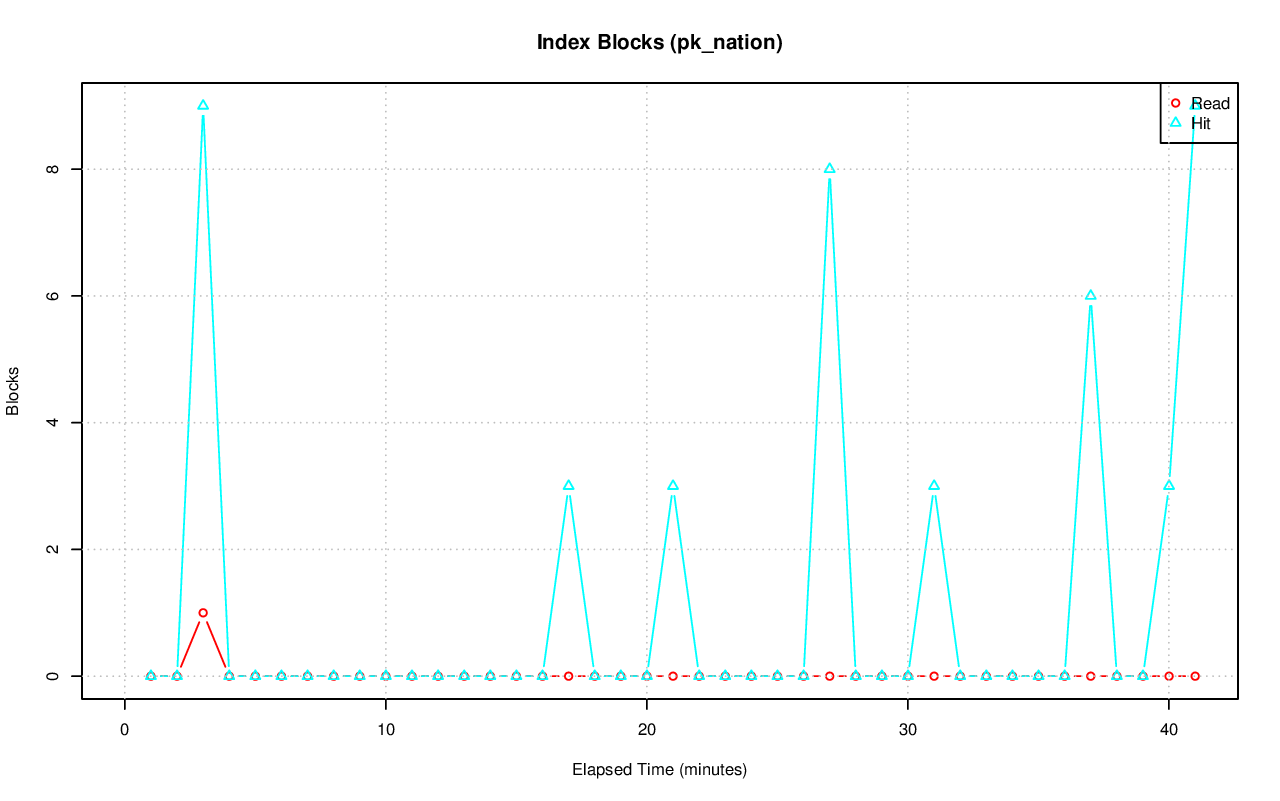 Index Blocks (pk_nation)
Read
Hit
8
6
4
2
0
Blocks
0 10 20 30 40
Elapsed Time (minutes)